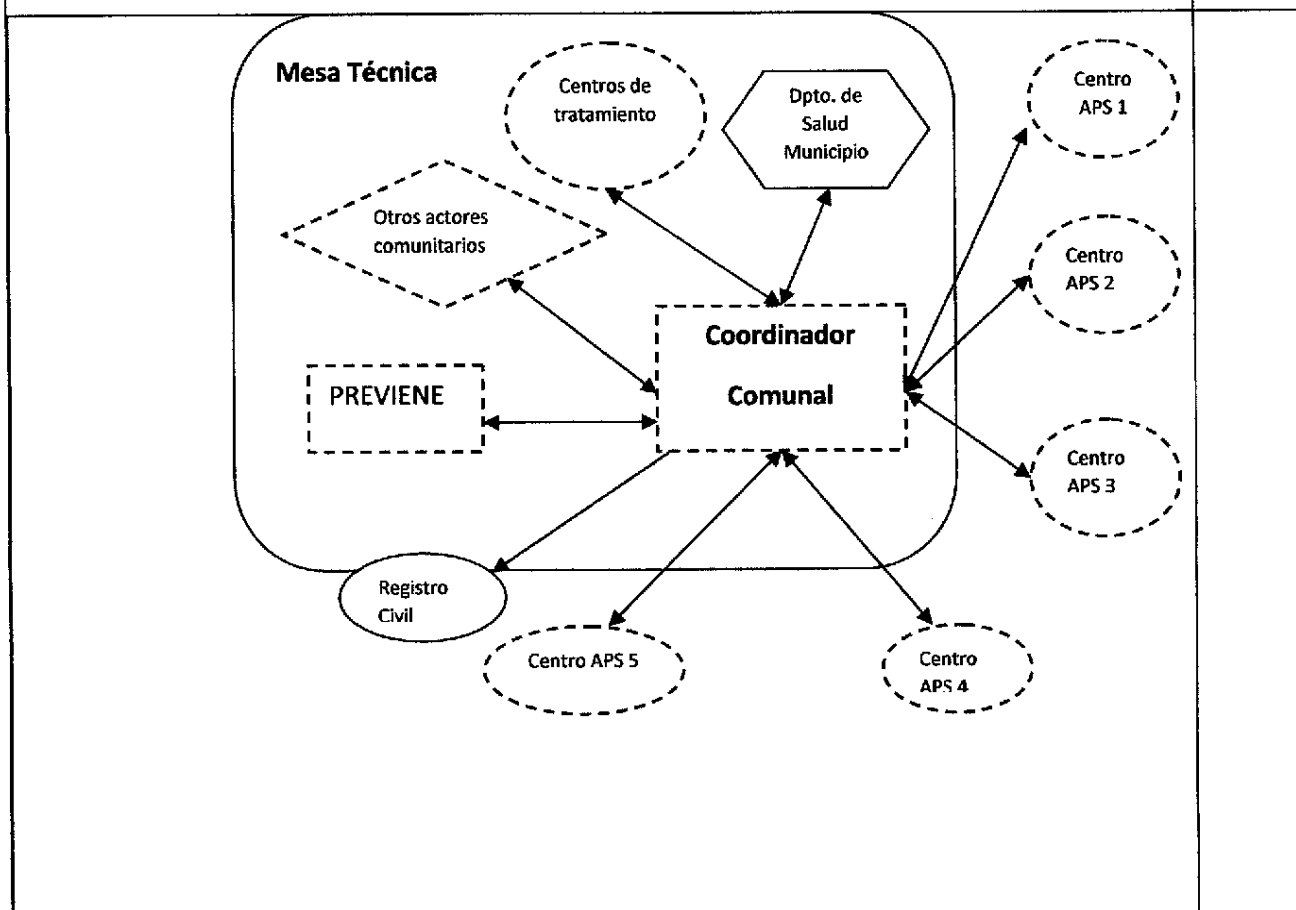 Mesa Técnica
Centros de
tratamiento
Dpto. de
Salud
Municipio
Centro
APS 1
Otros actores
comunitarios
Centro
APS 2
Coordinador
Comunal
PREVIENE
Centro
APS 3
Registro
Civil
Centro APS 5
Centro
APS 4